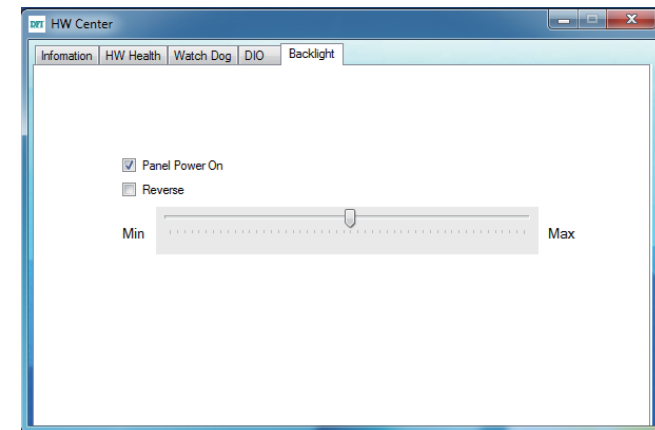 DFI HW Center
Infomation HW Health Watch Dog DIO Backlight
Panel Power On
Reverse
Min Max